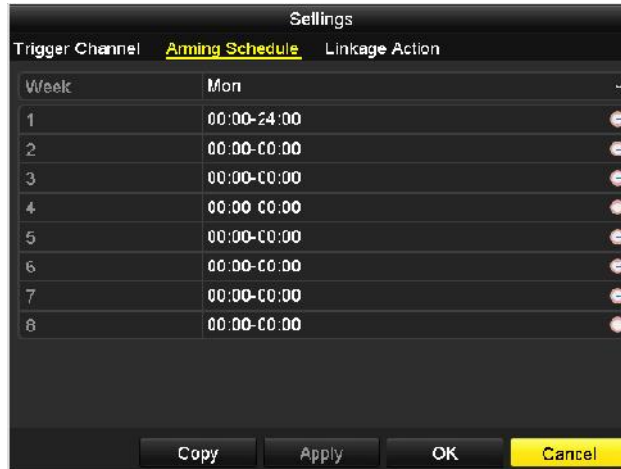 Settings
Trigger Channel Arming Schedule Linkage Action
Week Mon
1 00:00-24:00
2 00:00-00:00
3 00:00-00:00
4 00:00-00:00
5 00:00-00:00
6 00:00-00:00
7 00:00-00:00
8 00:00-00:00
Copy Apply OK Cancel